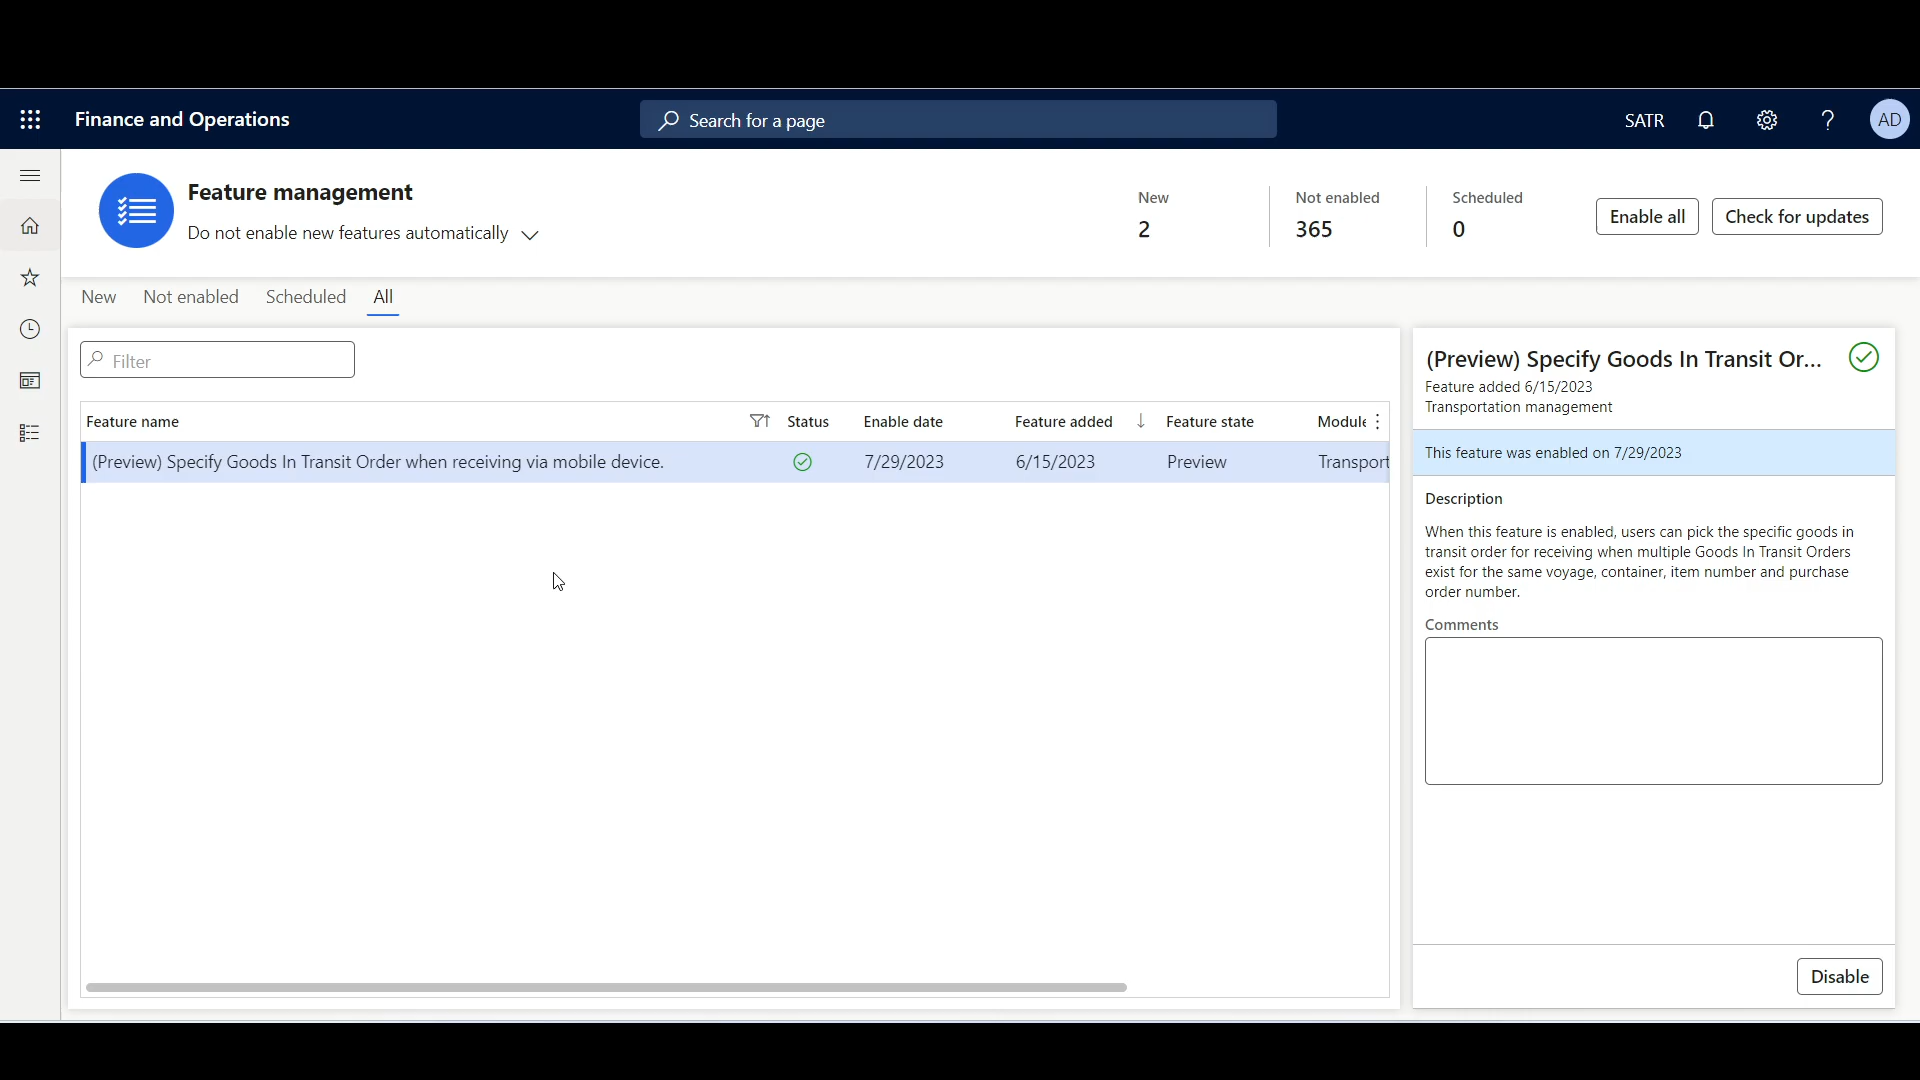 Finance and Operations
Search for a page
SATR
?
AD
Feature management
Do not enable new features automatically
New
2
Not enabled
365
Scheduled
0
Enable all
Check for updates
New
Not enabled
Scheduled
All
Filter
Feature name
Status
Enable date
Feature added
Feature state
Module
(Preview) Specify Goods In Transit Order when receiving via mobile device.
7/29/2023
6/15/2023
Preview
Transport
(Preview) Specify Goods In Transit Or...
Feature added 6/15/2023
Transportation management
This feature was enabled on 7/29/2023
Description
When this feature is enabled, users can pick the specific goods in
transit order for receiving when multiple Goods In Transit Orders
exist for the same voyage, container, item number and purchase
order number.
Comments
Disable